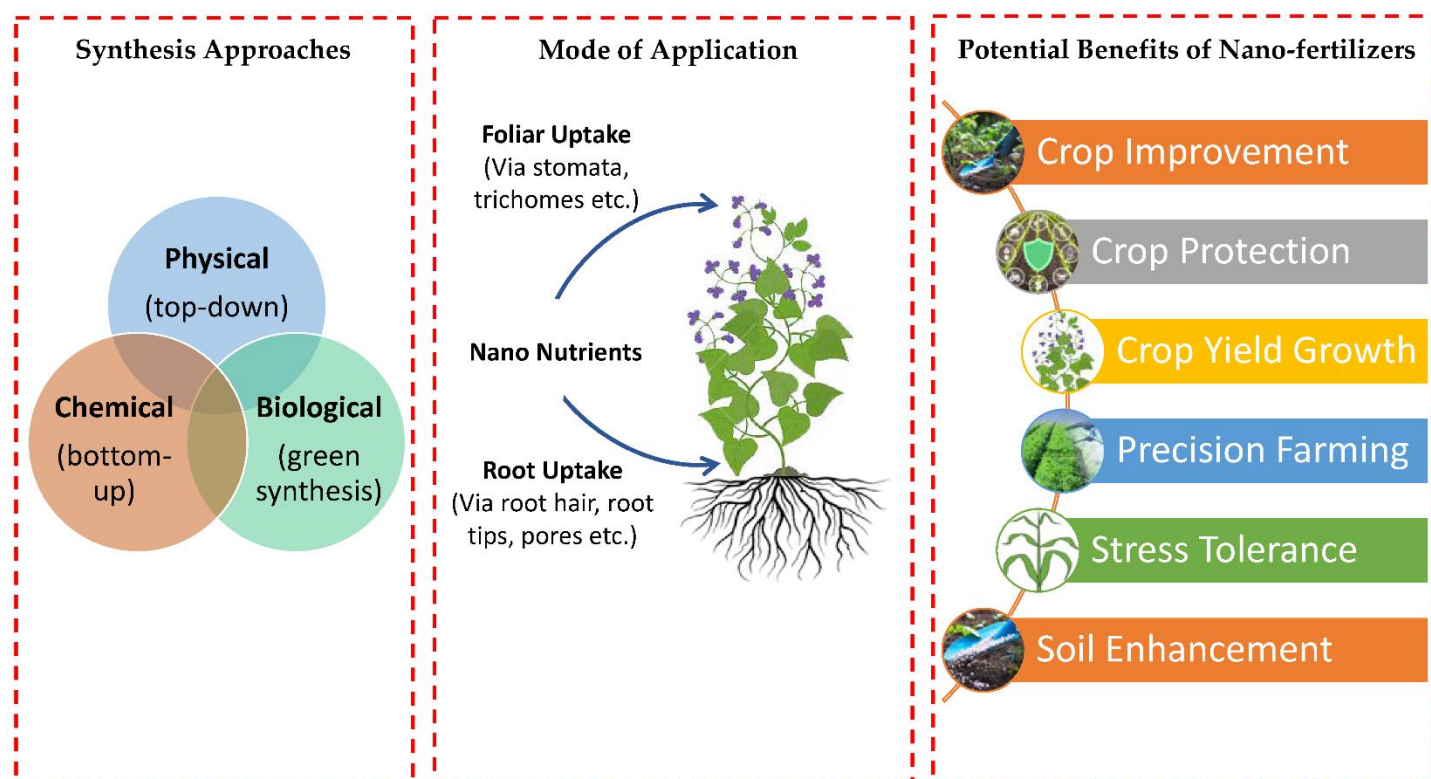 Synthesis Approaches
Physical
(top-down)
Chemical
(bottom-
up)
Biological
(green
synthesis)
Mode of Application
Foliar Uptake
(Via stomata,
trichomes etc.)
Nano Nutrients
Root Uptake
(Via root hair, root
tips, pores etc.)
Potential Benefits of Nano-fertilizers
Crop Improvement
Crop Protection
Crop Yield Growth
Precision Farming
Stress Tolerance
Soil Enhancement